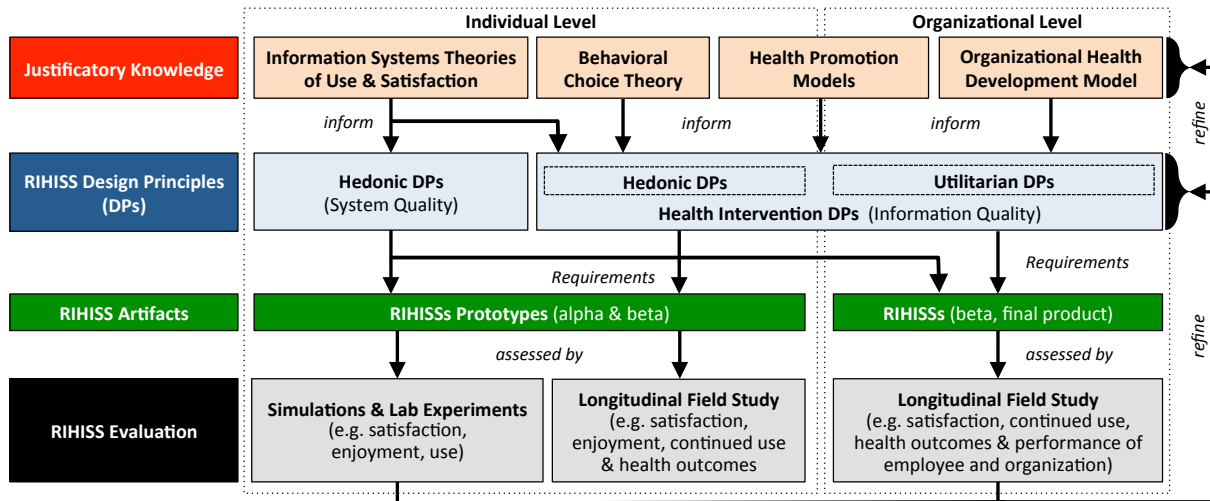 Individual Level
Organizational Level
Justificatory Knowledge
Information Systems Theories
of Use & Satisfaction
Behavioral
Choice Theory
Health Promotion
Models
Organizational Health
Development Model
inform
inform
inform
refine
RIHISS Design Principles
(DPs)
Hedonic DPs
(System Quality)
Hedonic DPs
Utilitarian DPs
Health Intervention DPs (Information Quality)
Requirements
Requirements
RIHISS Artifacts
RIHISSs Prototypes (alpha & beta)
RIHISSs (beta, final product)
assessed by
assessed by
refine
RIHISS Evaluation
Simulations & Lab Experiments
(e.g. satisfaction,
enjoyment, use)
Longitudinal Field Study
(e.g. satisfaction,
enjoyment, continued use
& health outcomes
Longitudinal Field Study
(e.g. satisfaction, continued use,
health outcomes & performance of
employee and organization)